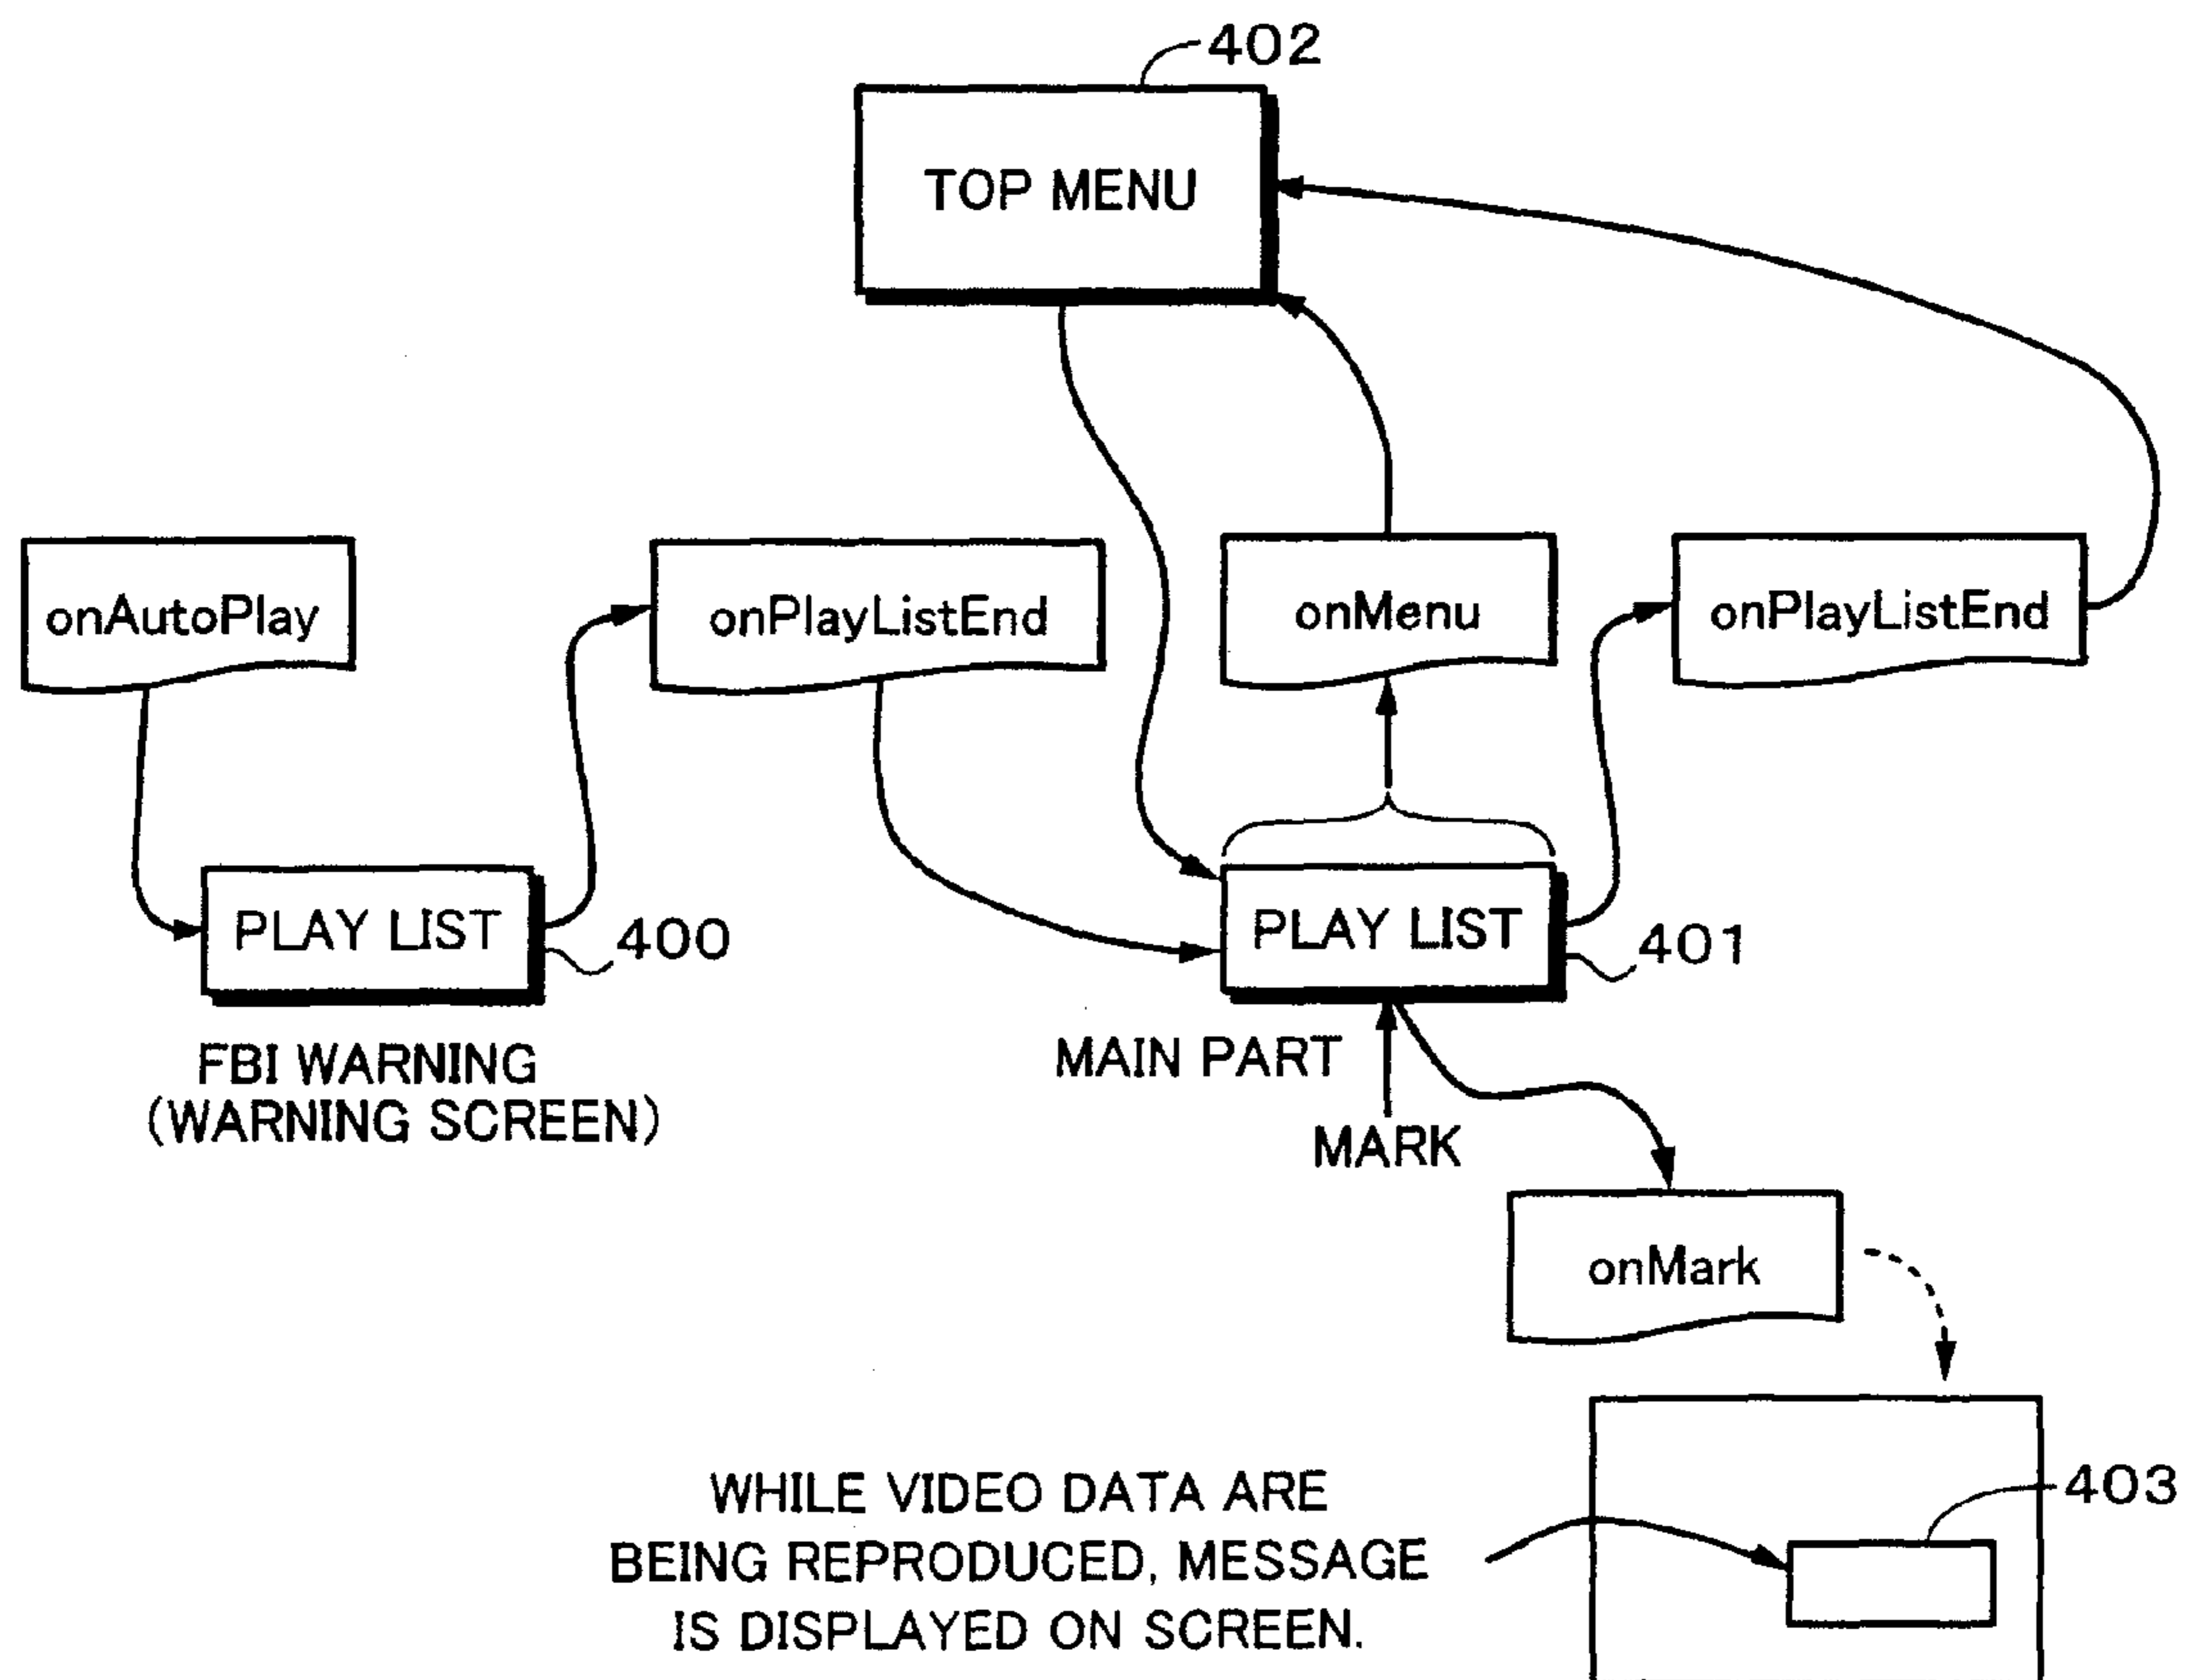 402
TOP MENU
onAutoPlay
onPlayListEnd
onMenu
onPlayListEnd
PLAY LIST
400
PLAY LIST
401
FBI WARNING
(WARNING SCREEN)
MAIN PART
MARK
onMark
WHILE VIDEO DATA ARE
BEING REPRODUCED, MESSAGE
IS DISPLAYED ON SCREEN.
403